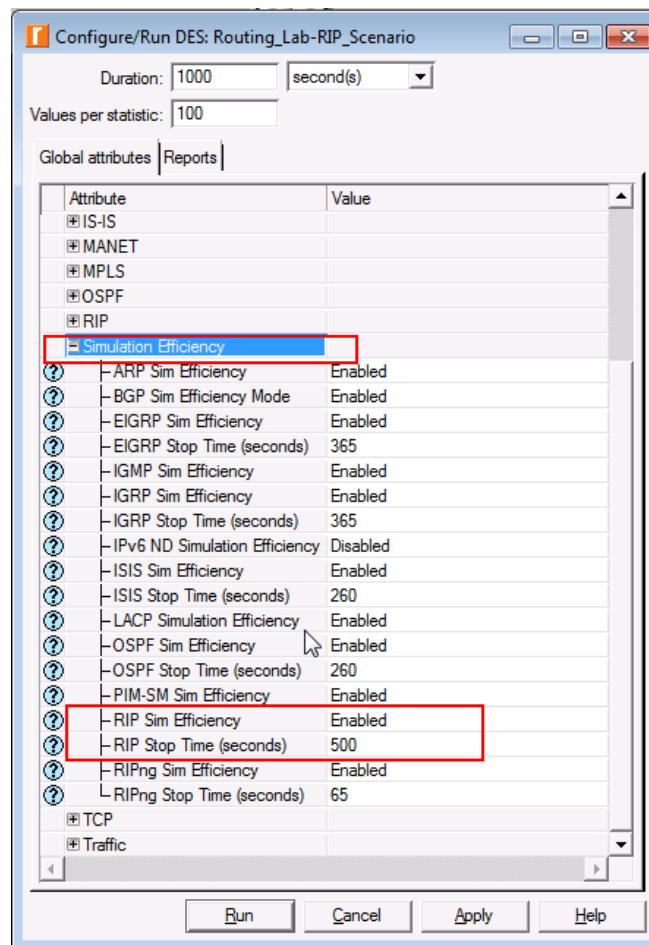 Configure/Run DES: Routing_Lab-RIP_Scenario
Duration: 1000 second(s)
Values per statistic: 100
Global attributes Reports
Attribute Value
IS-IS
MANET
MPLS
OSPF
RIP
Simulation Efficiency
ARP Sim Efficiency Enabled
BGP Sim Efficiency Mode Enabled
EIGRP Sim Efficiency Enabled
EIGRP Stop Time (seconds) 365
IGMP Sim Efficiency Enabled
IGRP Sim Efficiency Enabled
IGRP Stop Time (seconds) 365
IPv6 ND Simulation Efficiency Disabled
ISIS Sim Efficiency Enabled
ISIS Stop Time (seconds) 260
LACP Simulation Efficiency Enabled
OSPF Sim Efficiency Enabled
OSPF Stop Time (seconds) 260
PIM-SM Sim Efficiency Enabled
RIP Sim Efficiency Enabled
RIP Stop Time (seconds) 500
RIPng Sim Efficiency Enabled
RIPng Stop Time (seconds) 65
TCP
Traffic
Run Cancel Apply Help